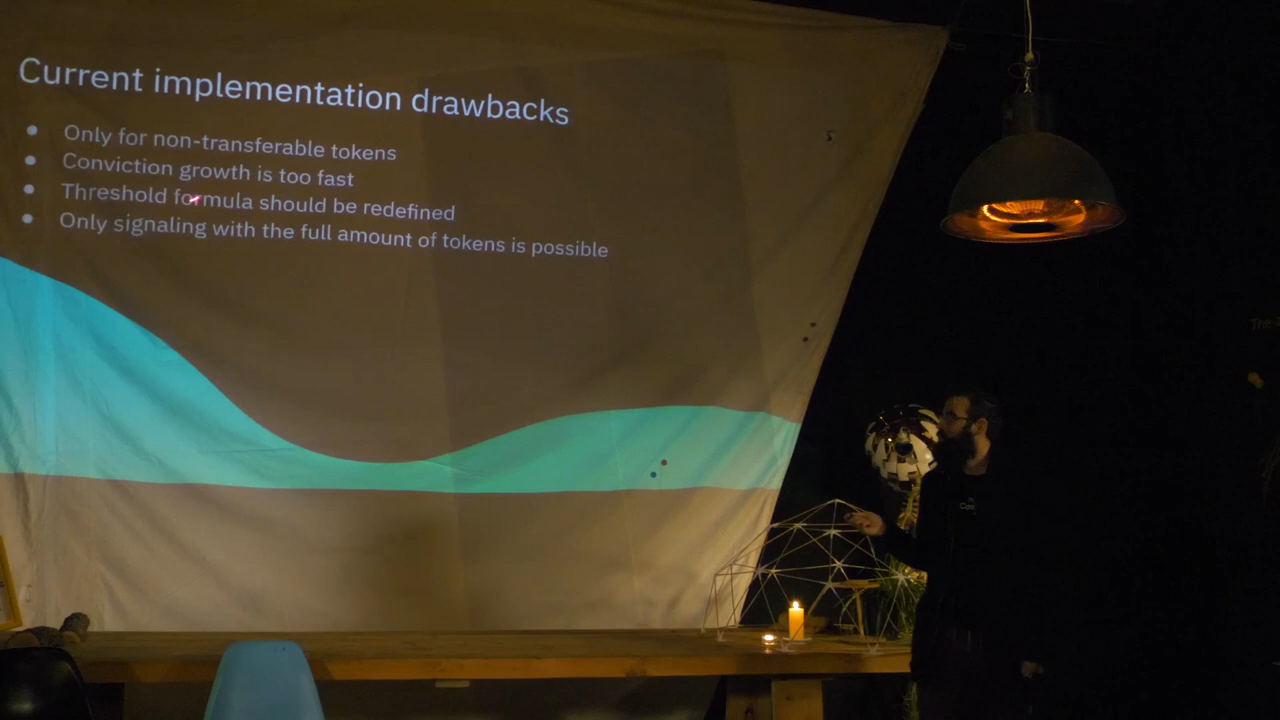 Current implementation drawbacks
Only for non-transferable tokens
Conviction growth is too fast
Threshold formula should be redefined
Only signaling with the full amount of tokens is possible
The